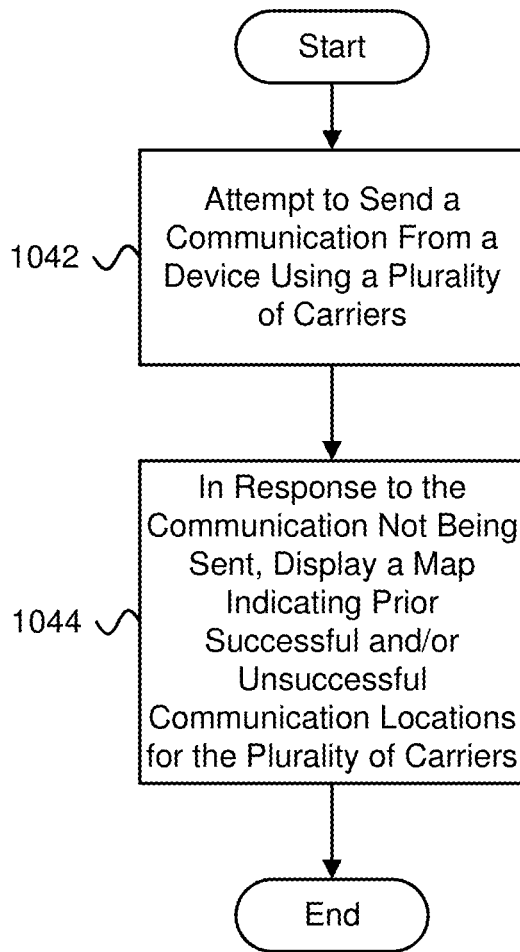 Start
1042
Attempt to Send a
Communication From a
Device Using a Plurality
of Carriers
1044
In Response to the
Communication Not Being
Sent, Display a Map
Indicating Prior
Successful and/or
Unsuccessful
Communication Locations
for the Plurality of Carriers
End